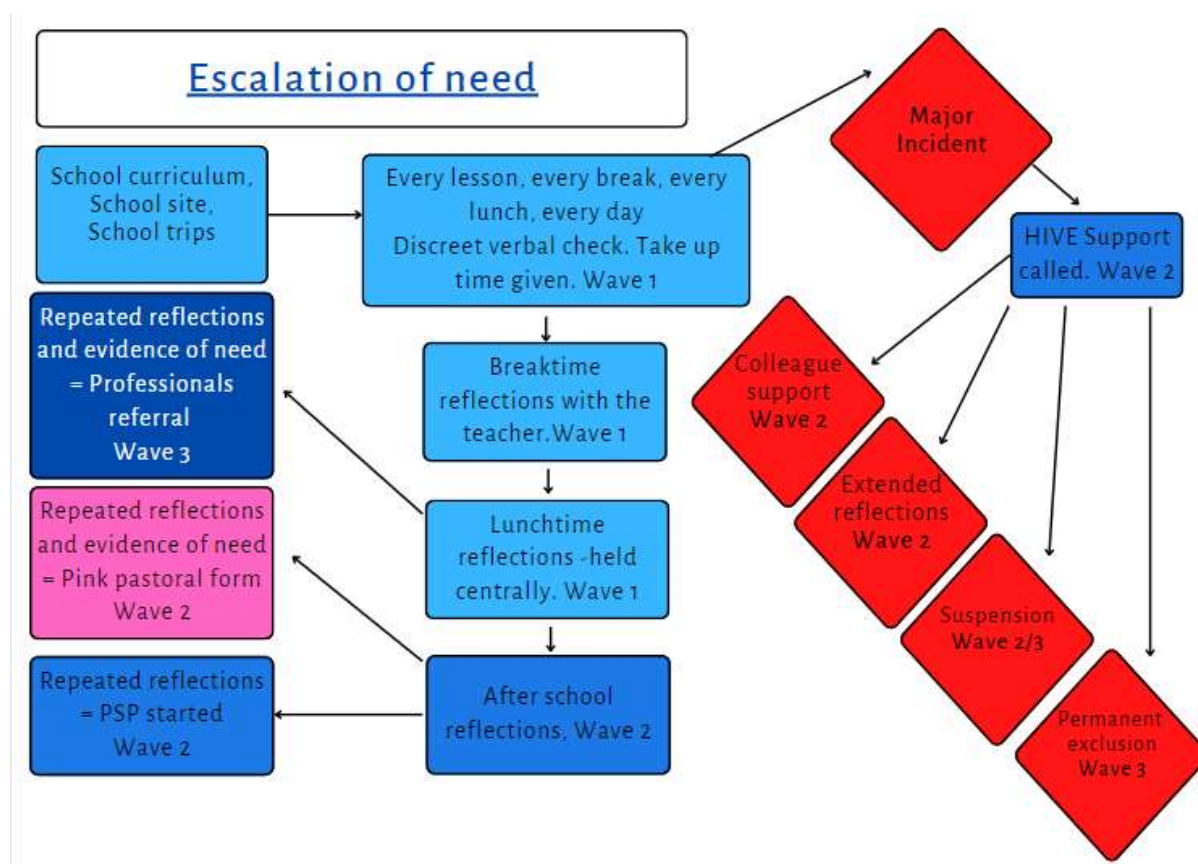 Escalation of need
School curriculum,
School site,
School trips
Every lesson, every break, every
lunch, every day
Discreet verbal check. Take up
time given. Wave 1
Major
Incident
HIVE Support
called. Wave 2
Repeated reflections
and evidence of need
= Professionals
referral
Wave 3
Breaktime
reflections with the
teacher.Wave 1
Colleague
support
Wave 2
Extended
reflections
Wave 2
Repeated reflections
and evidence of need
= Pink pastoral form
Wave 2
Lunchtime
reflections -held
centrally. Wave 1
Suspension
Wave 2/3
Repeated reflections
= PSP started
Wave 2
After school
reflections, Wave 2
Permanent
exclusion
Wave 3